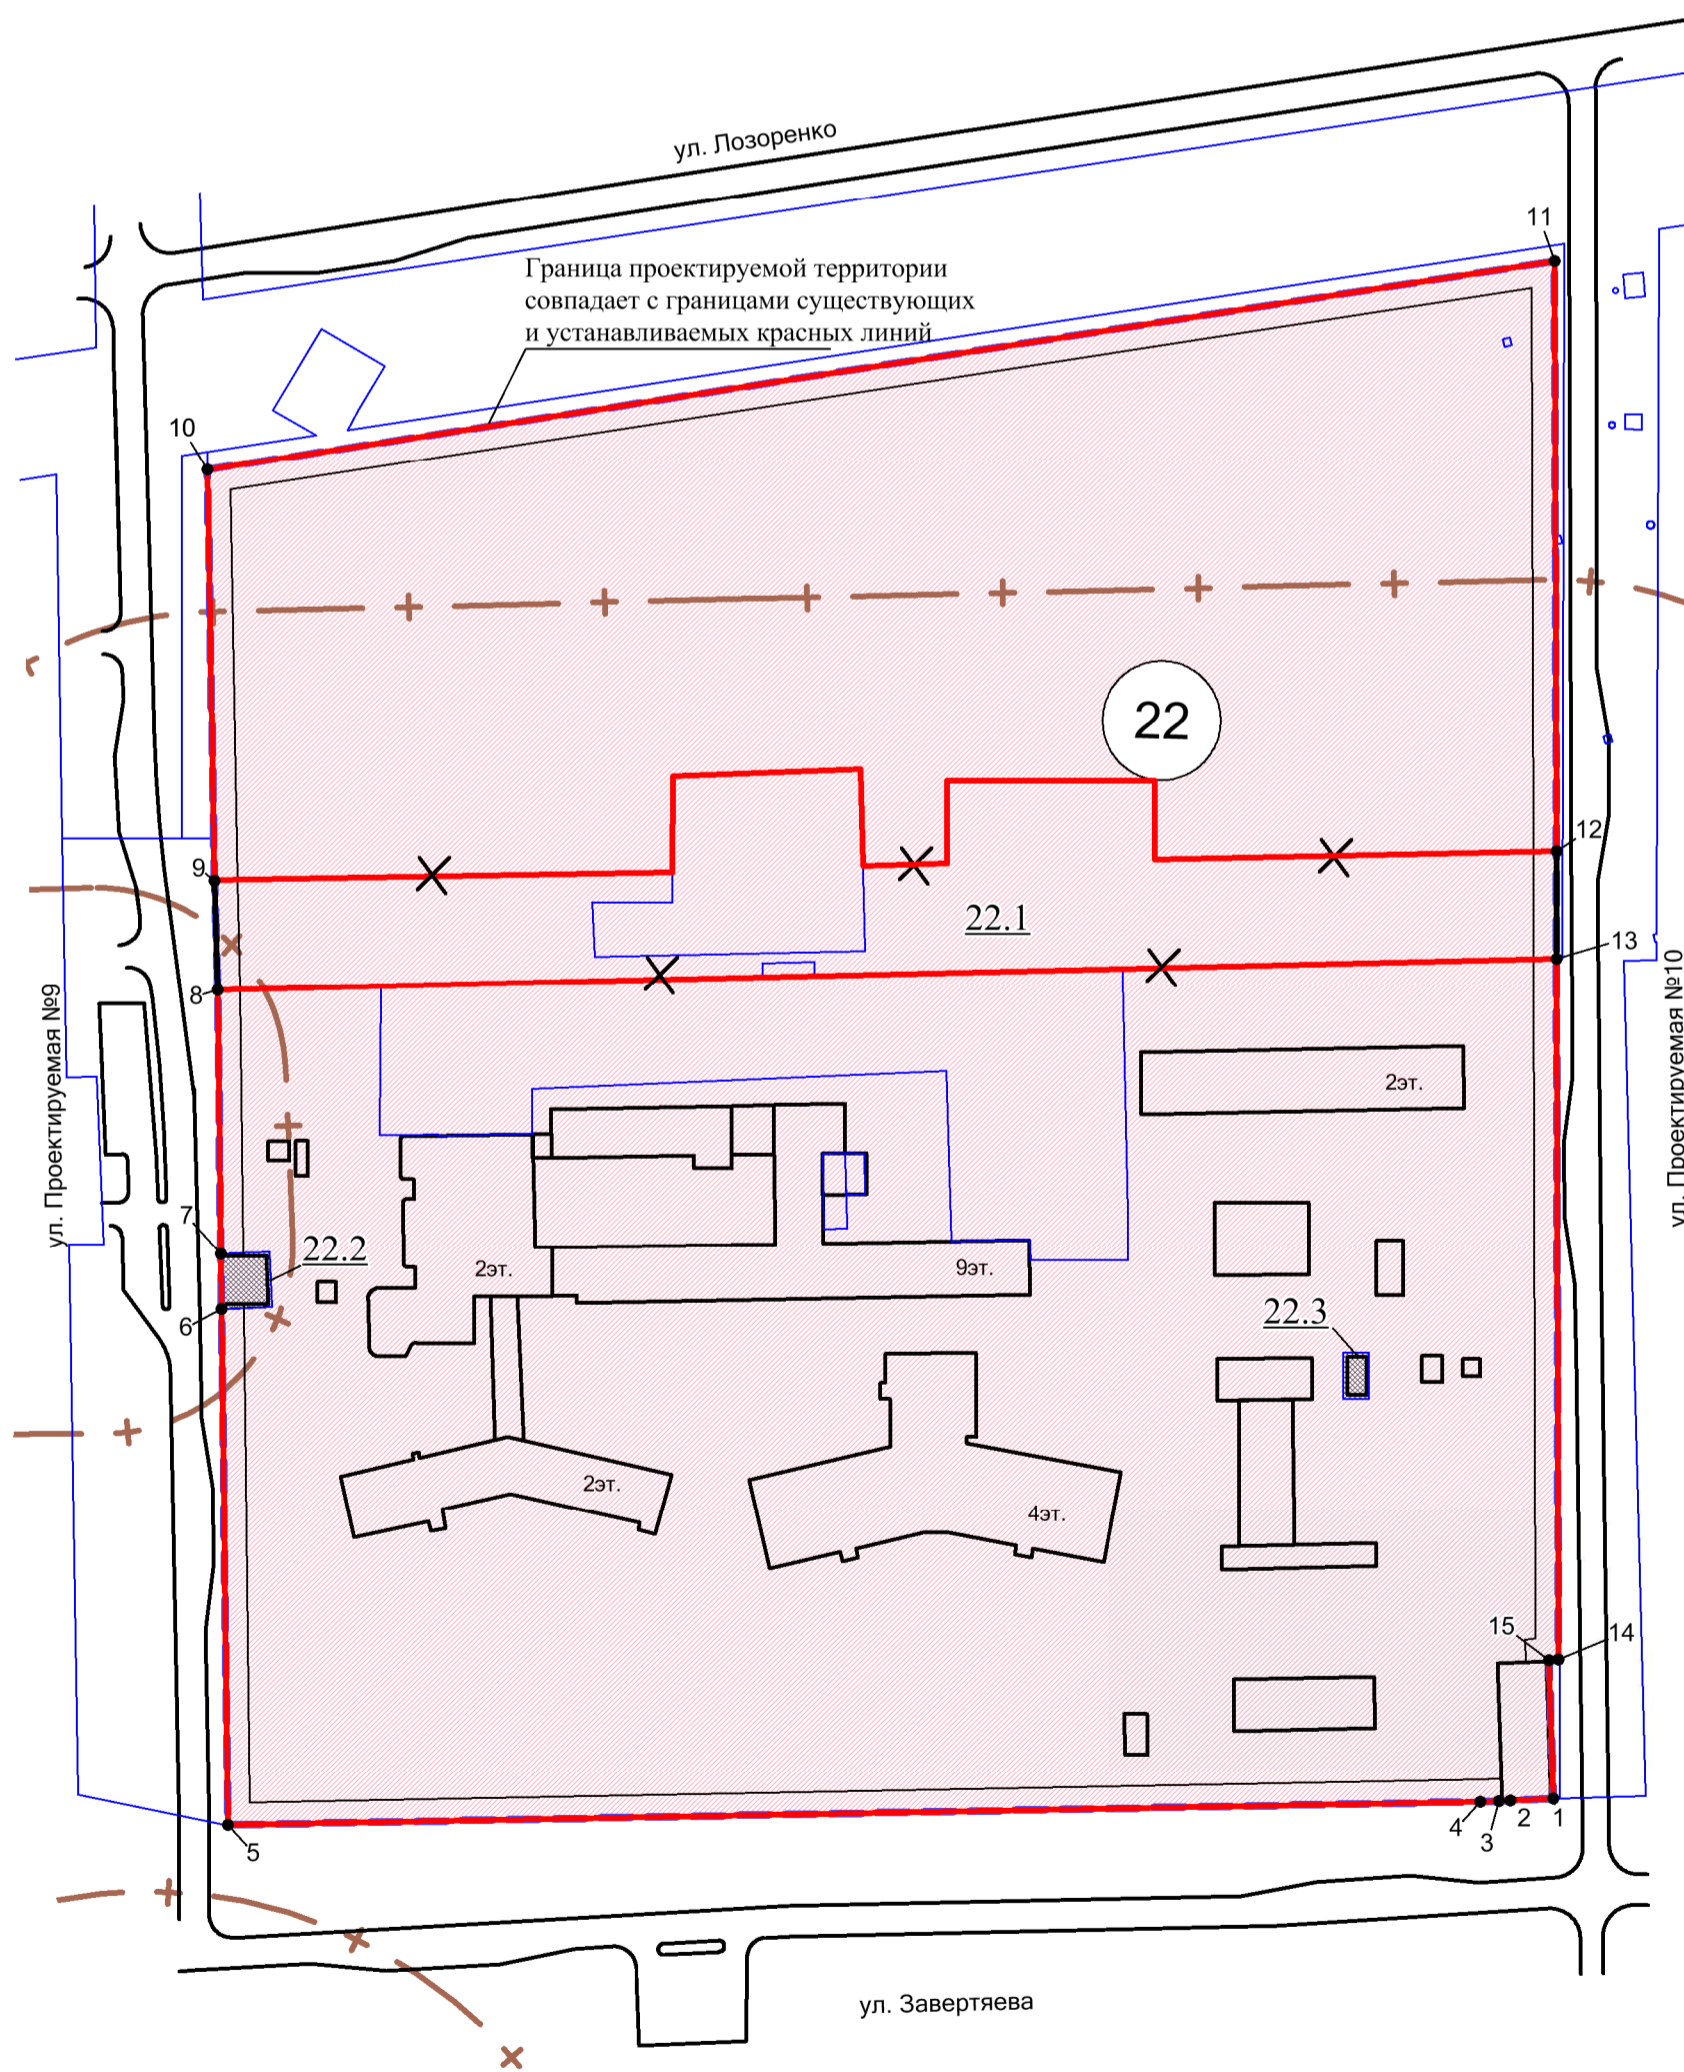 ул. Лозоренко
11
Граница проектируемой территории
совпадает с границами существующих
и устанавливаемых красных линий
10
22
12
9
22.1
13
8
ул. Проектируемая №9
ул. Проектируемая №10
2эт.
7
22.2
2эт.
9эт.
6
22.3
2эт.
4эт.
15
14
4
3
2
1
5
ул. Завертяева